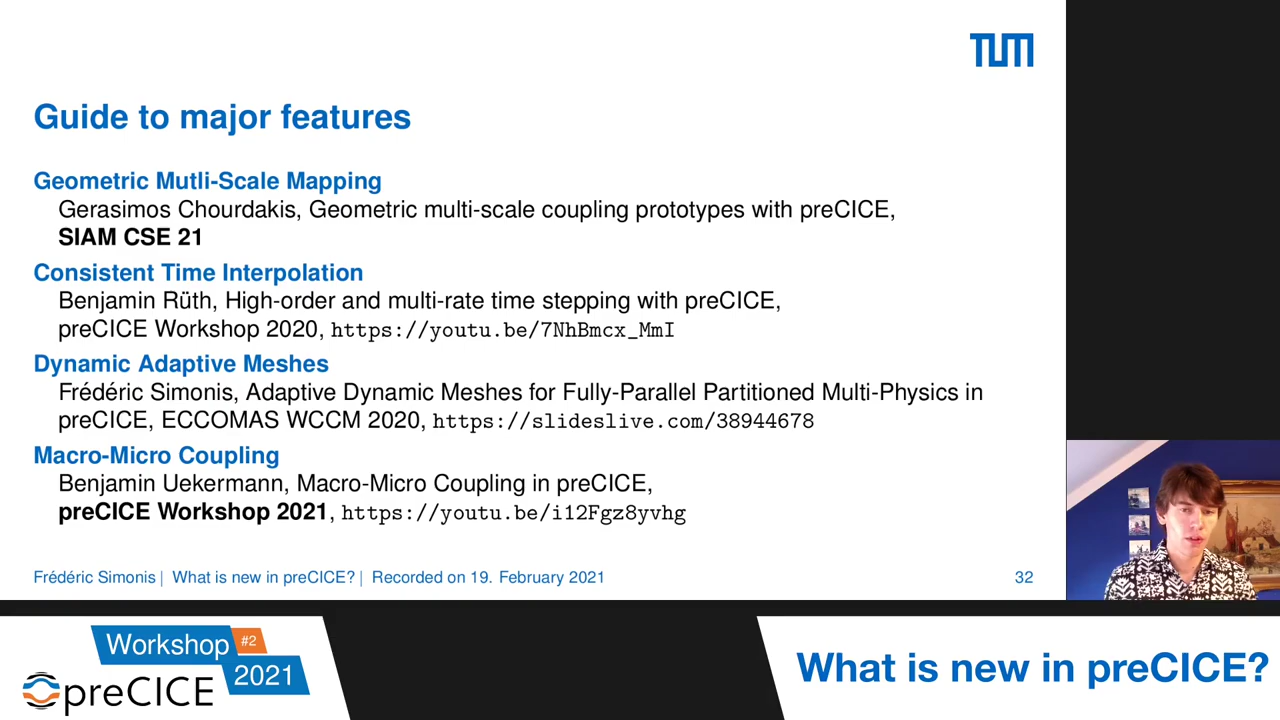 TUM
Guide to major features
Geometric Mutli-Scale Mapping
Gerasimos Chourdakis, Geometric multi-scale coupling prototypes with preCICE,
SIAM CSE 21
Consistent Time Interpolation
Benjamin Rüth, High-order and multi-rate time stepping with preCICE,
preCICE Workshop 2020, https://youtu.be/7NhBmcx_MmI
Dynamic Adaptive Meshes
Frédéric Simonis, Adaptive Dynamic Meshes for Fully-Parallel Partitioned Multi-Physics in
preCICE, ECCOMAS WCCM 2020, https://slideslive.com/38944678
Macro-Micro Coupling
Benjamin Uekermann, Macro-Micro Coupling in preCICE,
preCICE Workshop 2021, https://youtu.be/i12Fgz8yvhg
Frédéric Simonis | What is new in preCICE? | Recorded on 19. February 2021 32
Workshop #2
2021
preCICE
What is new in preCICE?